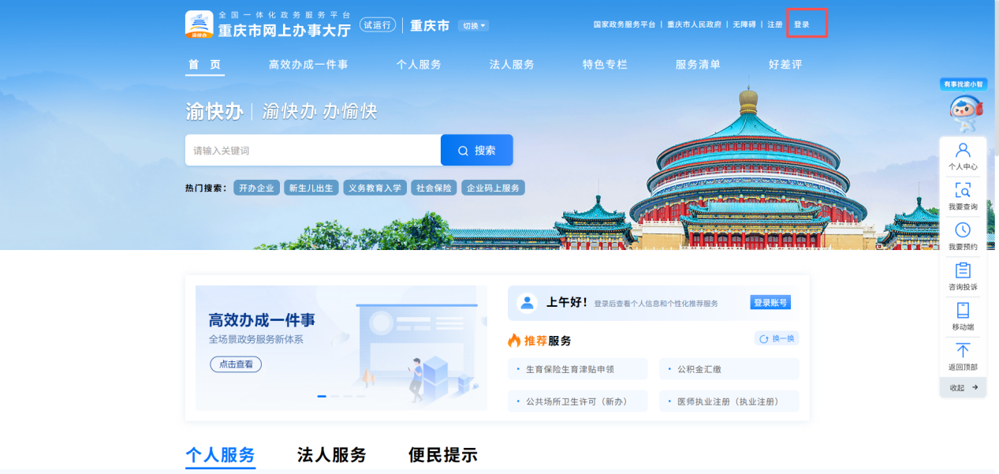 全国一体化政务服务平台
重庆市网上办事大厅
试运行
重庆市
切换
国家政务服务平台 | 重庆市人民政府 | 无障碍 | 注册
登录
首 页
高效办成一件事
个人服务
法人服务
特色专栏
服务清单
好差评
渝快办
渝快办
渝快办 办愉快
请输入关键词
搜索
热门搜索：
开办企业
新生儿出生
义务教育入学
社会保险
企业码上服务
有事找渝小智
个人中心
我要查询
我要预约
咨询投诉
移动端
返回顶部
收起
高效办成一件事
全场景政务服务新体系
点击查看
上午好！
登录后查看个人信息和个性化推荐服务
登录账号
推荐服务
换一换
生育保险生育津贴申领
公积金汇缴
公共场所卫生许可（新办）
医师执业注册（执业注册）
个人服务
法人服务
便民提示